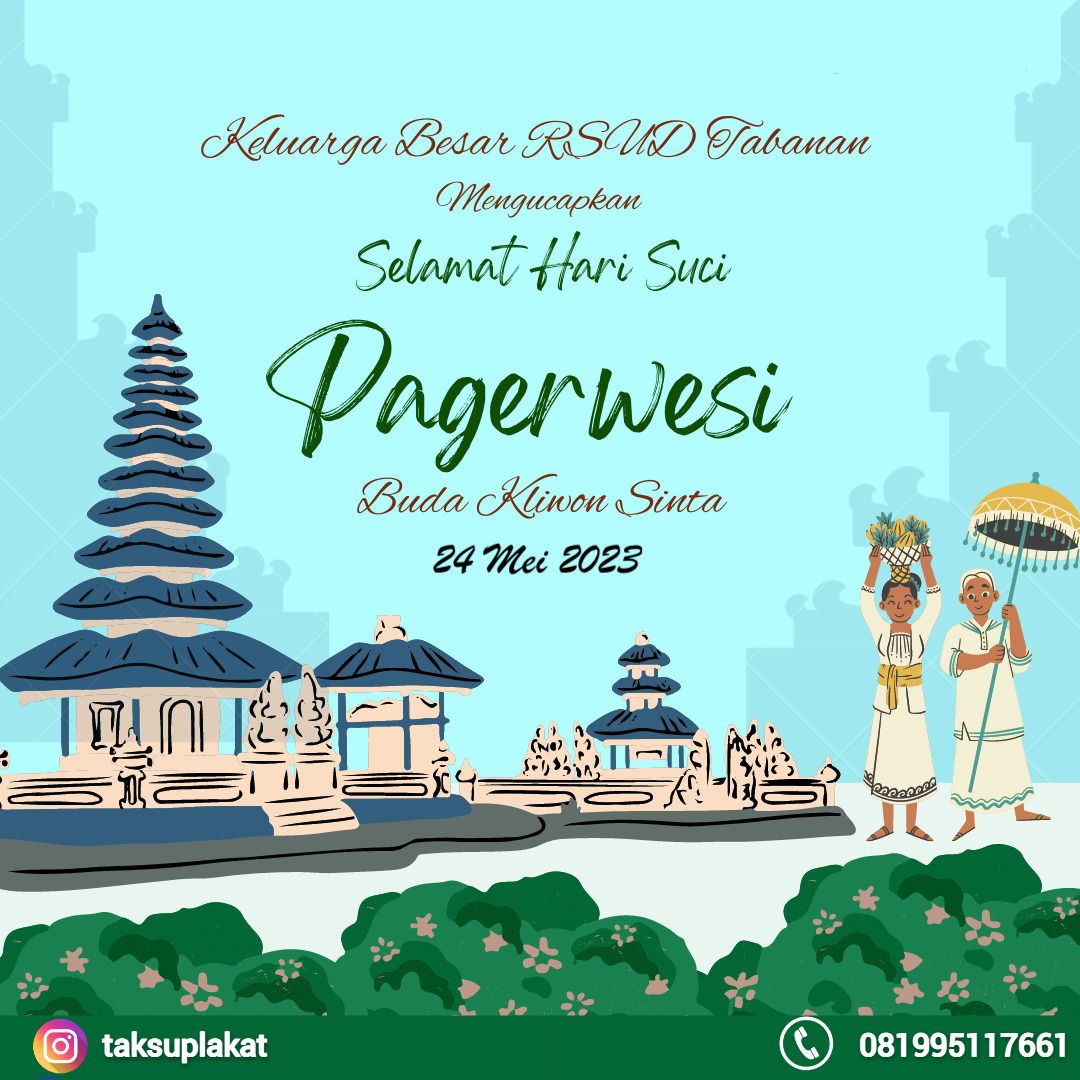 Keluarga Besar RSUD Tabanan
Mengucapkan
Selamat Hari Suci
Pagerwesi
Buda Kliwon Sinta
24 Mei 2023
taksuplakat
081995117661